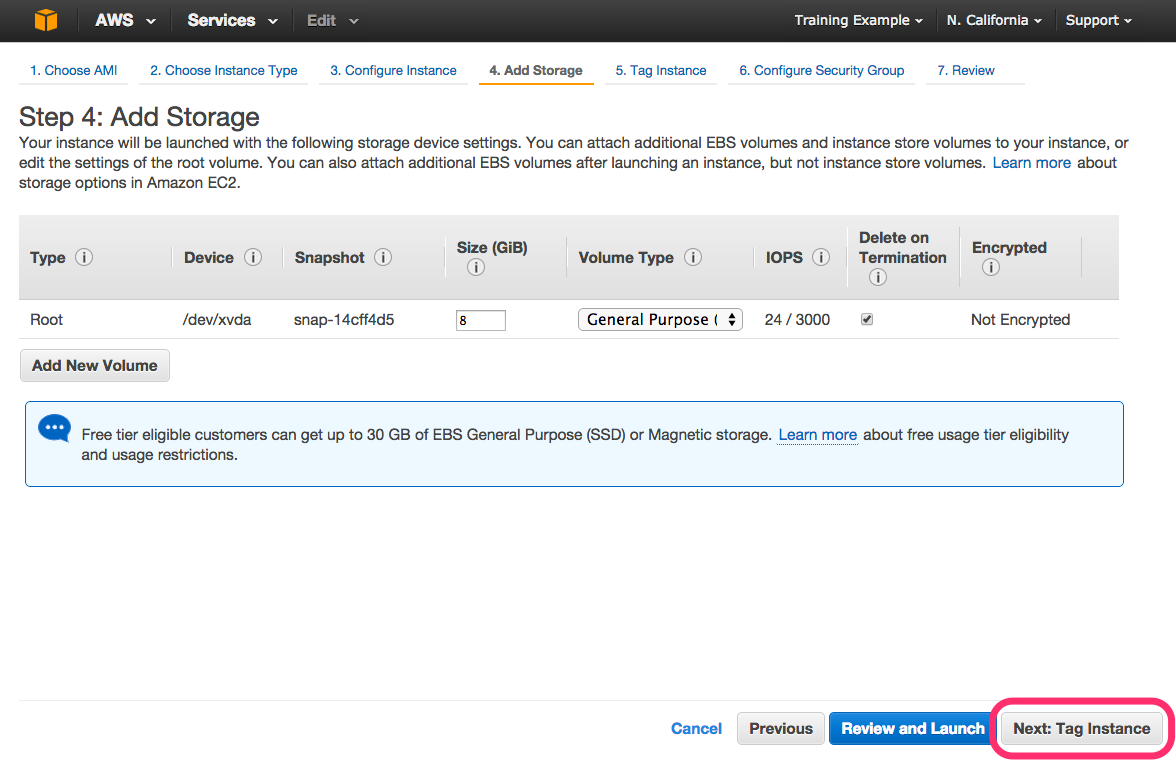 AWS Services Edit Training Example N. California Support
1. Choose AMI 2. Choose Instance Type 3. Configure Instance 4. Add Storage 5. Tag Instance 6. Configure Security Group 7. Review
Step 4: Add Storage
Your instance will be launched with the following storage device settings. You can attach additional EBS volumes and instance store volumes to your instance, or
edit the settings of the root volume. You can also attach additional EBS volumes after launching an instance, but not instance store volumes. Learn more about
storage options in Amazon EC2.
Type i Device i Snapshot i Size (GiB) i Volume Type i IOPS i Delete on Termination i Encrypted i
Root /dev/xvda snap-14cff4d5 8 General Purpose ( 24 / 3000 Not Encrypted
Add New Volume
Free tier eligible customers can get up to 30 GB of EBS General Purpose (SSD) or Magnetic storage. Learn more about free usage tier eligibility
and usage restrictions.
Cancel Previous Review and Launch Next: Tag Instance